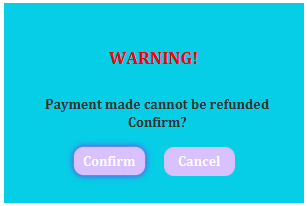 WARNING!
Payment made cannot be refunded
Confirm?
Confirm Cancel